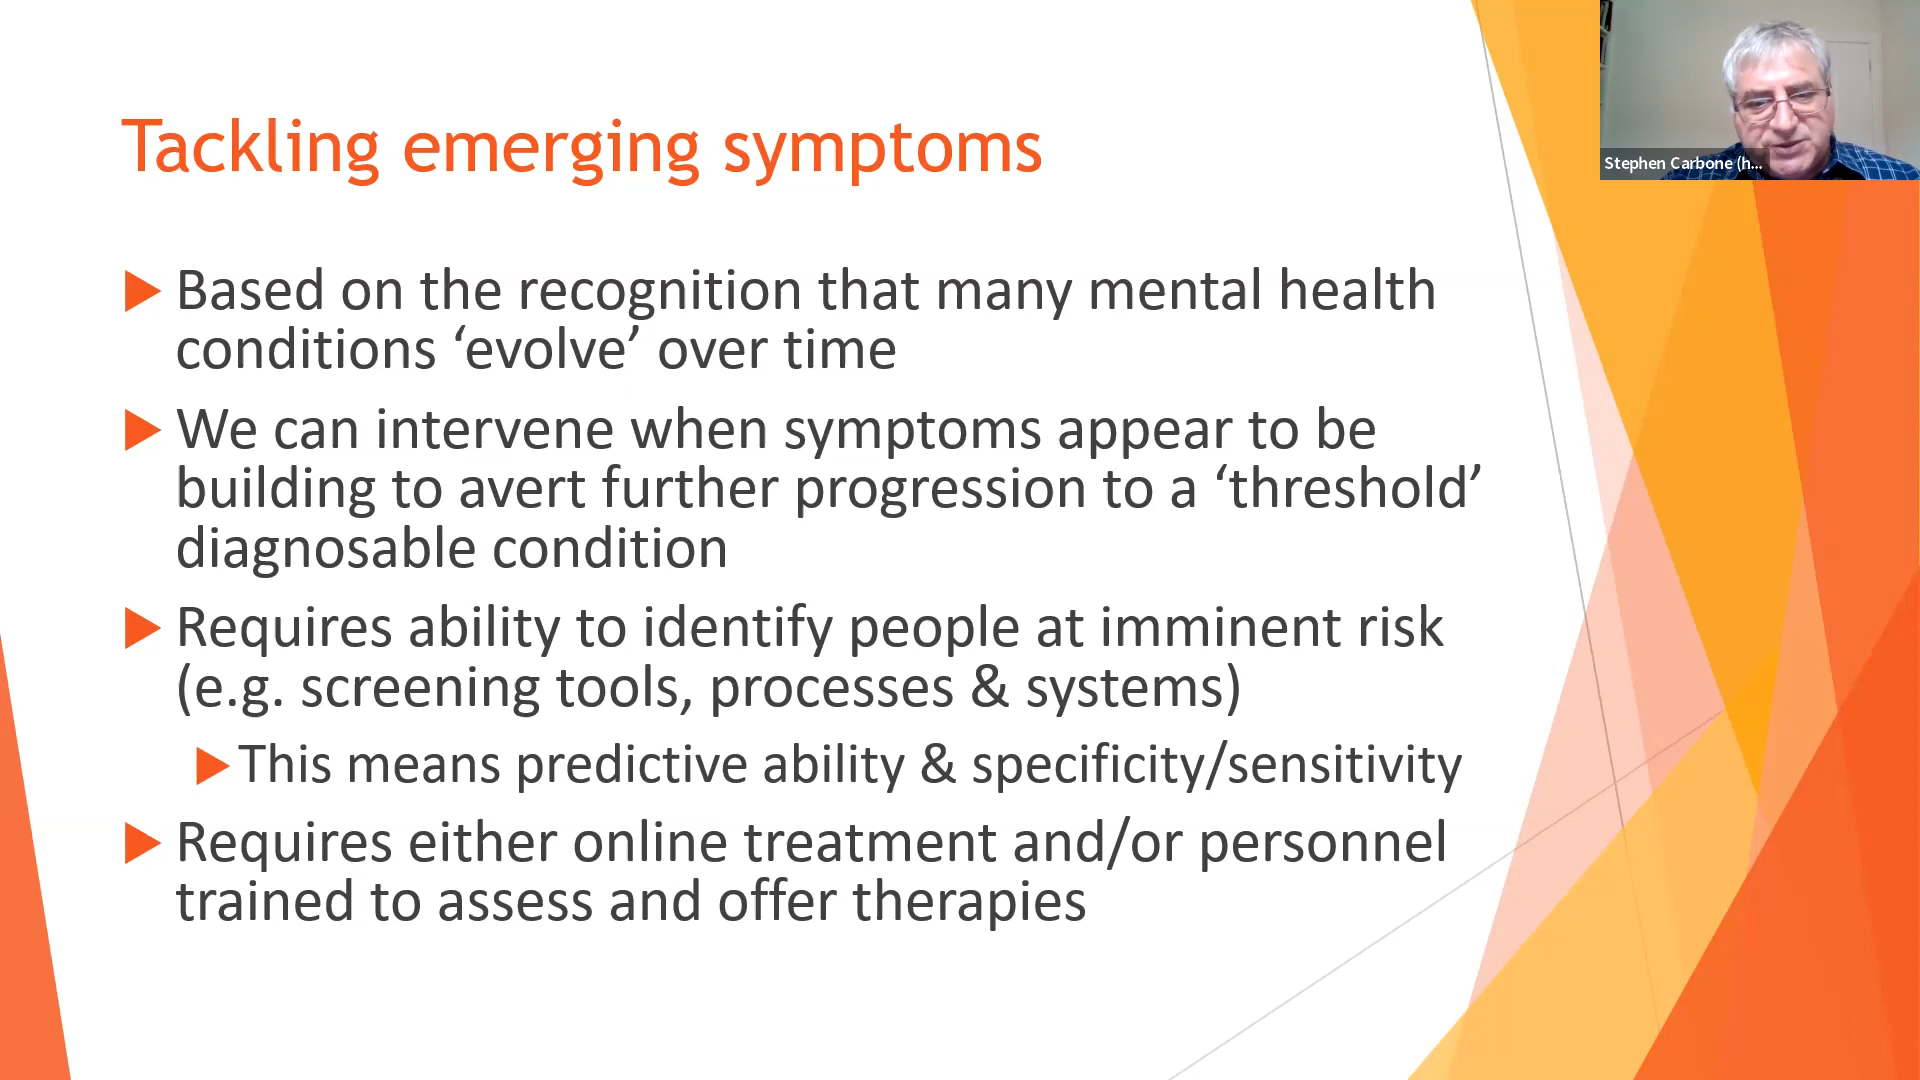 Stephen Carbone (h...
Tackling emerging symptoms
Based on the recognition that many mental health
conditions ‘evolve’ over time
We can intervene when symptoms appear to be
building to avert further progression to a ‘threshold’
diagnosable condition
Requires ability to identify people at imminent risk
(e.g. screening tools, processes & systems)
This means predictive ability & specificity/sensitivity
Requires either online treatment and/or personnel
trained to assess and offer therapies